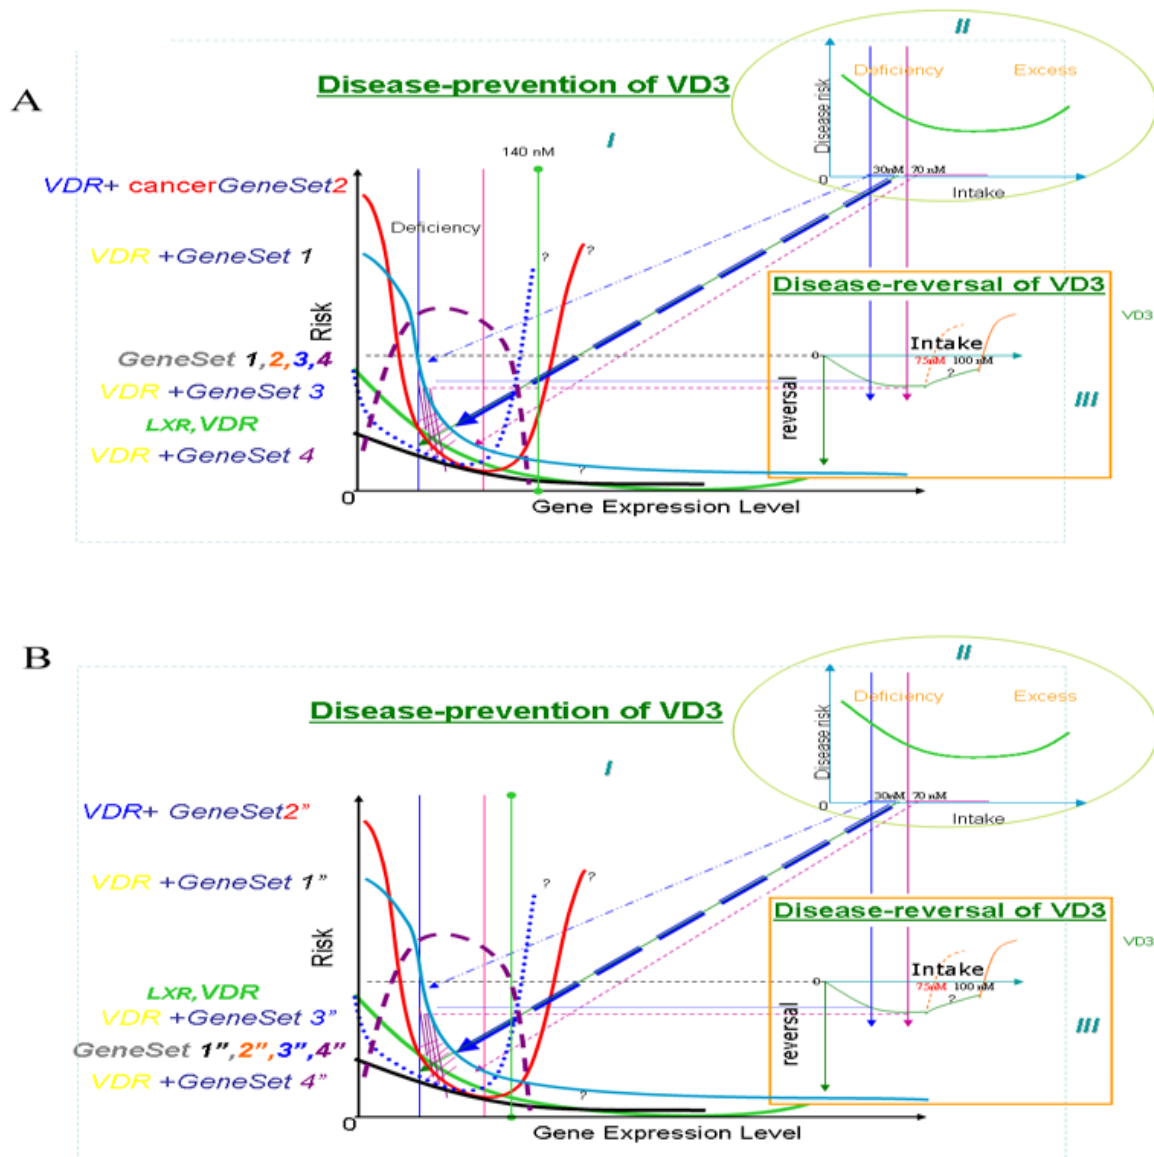 A
Disease-prevention of VD3
II
Disease risk
Deficiency
Excess
0
30nM
70 nM
Intake
I
140 nM
VDR+ cancerGeneSet2
Deficiency
?
?
VDR +GeneSet 1
Risk
Disease-reversal of VD3
VD3
GeneSet 1,2,3,4
0
Intake
75nM
100 nM
?
VDR +GeneSet 3
reversal
III
LXR,VDR
VDR +GeneSet 4
?
0
Gene Expression Level
B
Disease-prevention of VD3
II
Disease risk
Deficiency
Excess
0
30nM
70 nM
Intake
I
VDR+ GeneSet2”
VDR +GeneSet 1”
?
?
Risk
Disease-reversal of VD3
VD3
LXR,VDR
0
Intake
75nM
100 nM
?
VDR +GeneSet 3”
reversal
III
GeneSet 1”,2”,3”,4”
VDR +GeneSet 4”
?
0
Gene Expression Level